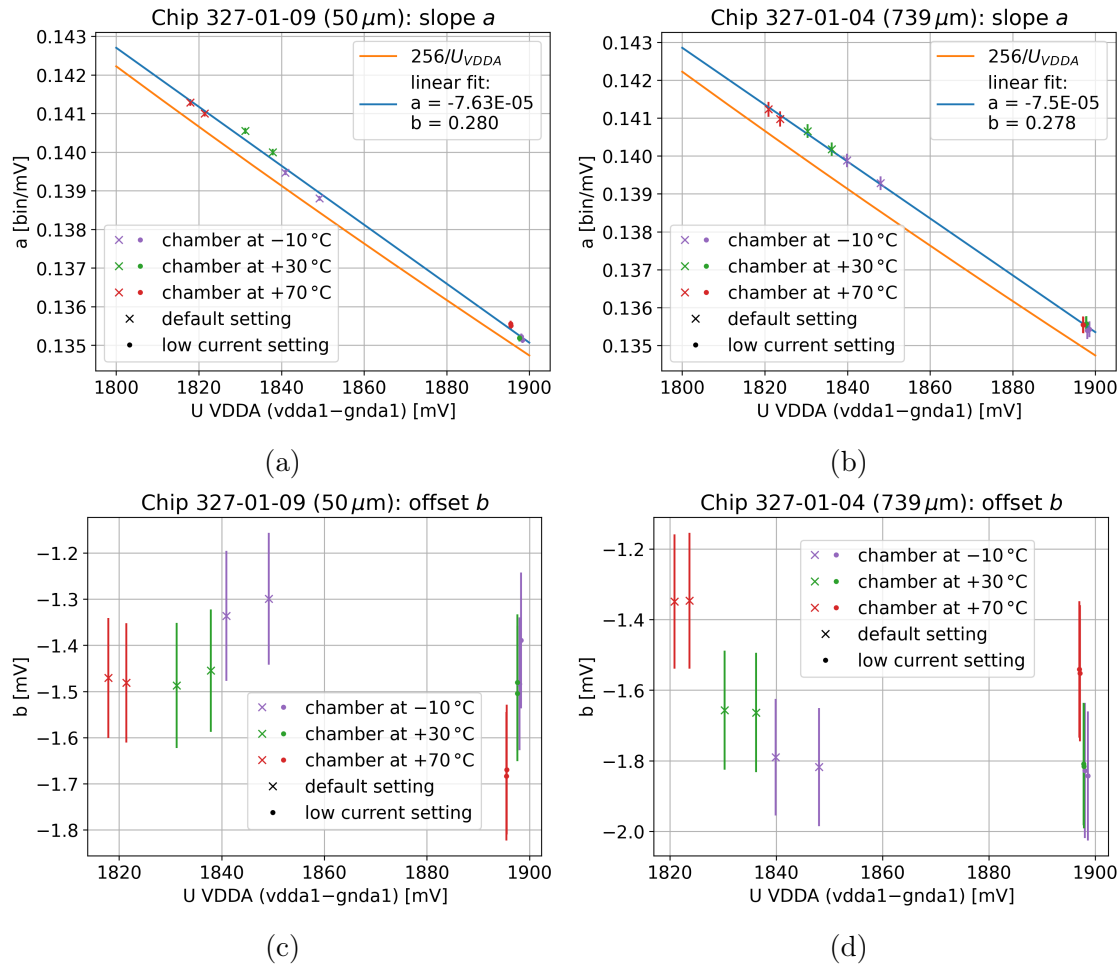 Chip 327-01-09 (50 μm): slope a
0.143
0.142
0.141
0.140
0.139
0.138
0.137
0.136
0.135
a [bin/mV]
256/U_VDDA
linear fit:
a = -7.63E-05
b = 0.280
chamber at −10 °C
chamber at +30 °C
chamber at +70 °C
default setting
low current setting
1800 1820 1840 1860 1880 1900
U VDDA (vdda1−gnda1) [mV]
(a)
Chip 327-01-04 (739 μm): slope a
0.143
0.142
0.141
0.140
0.139
0.138
0.137
0.136
0.135
a [bin/mV]
256/U_VDDA
linear fit:
a = -7.5E-05
b = 0.278
chamber at −10 °C
chamber at +30 °C
chamber at +70 °C
default setting
low current setting
1800 1820 1840 1860 1880 1900
U VDDA (vdda1−gnda1) [mV]
(b)
Chip 327-01-09 (50 μm): offset b
−1.2
−1.3
−1.4
−1.5
−1.6
−1.7
−1.8
b [mV]
chamber at −10 °C
chamber at +30 °C
chamber at +70 °C
default setting
low current setting
1820 1840 1860 1880 1900
U VDDA (vdda1−gnda1) [mV]
(c)
Chip 327-01-04 (739 μm): offset b
−1.2
−1.4
−1.6
−1.8
−2.0
b [mV]
chamber at −10 °C
chamber at +30 °C
chamber at +70 °C
default setting
low current setting
1820 1840 1860 1880 1900
U VDDA (vdda1−gnda1) [mV]
(d)